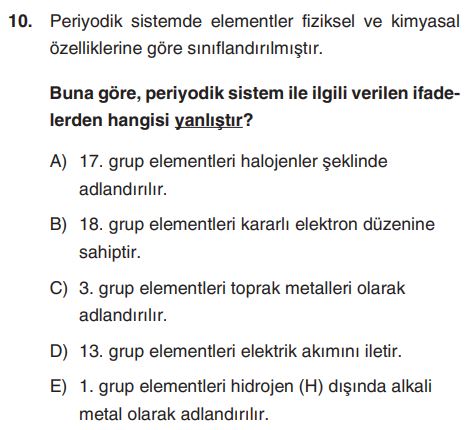 10. Periyodik sistemde elementler fiziksel ve kimyasal
özelliklerine göre sınıflandırılmıştır.
Buna göre, periyodik sistem ile ilgili verilen ifade-
lerden hangisi yanlıştır?
A) 17. grup elementleri halojenler şeklinde
adlandırılır.
B) 18. grup elementleri kararlı elektron düzenine
sahiptir.
C) 3. grup elementleri toprak metalleri olarak
adlandırılır.
D) 13. grup elementleri elektrik akımını iletir.
E) 1. grup elementleri hidrojen (H) dışında alkali
metal olarak adlandırılır.